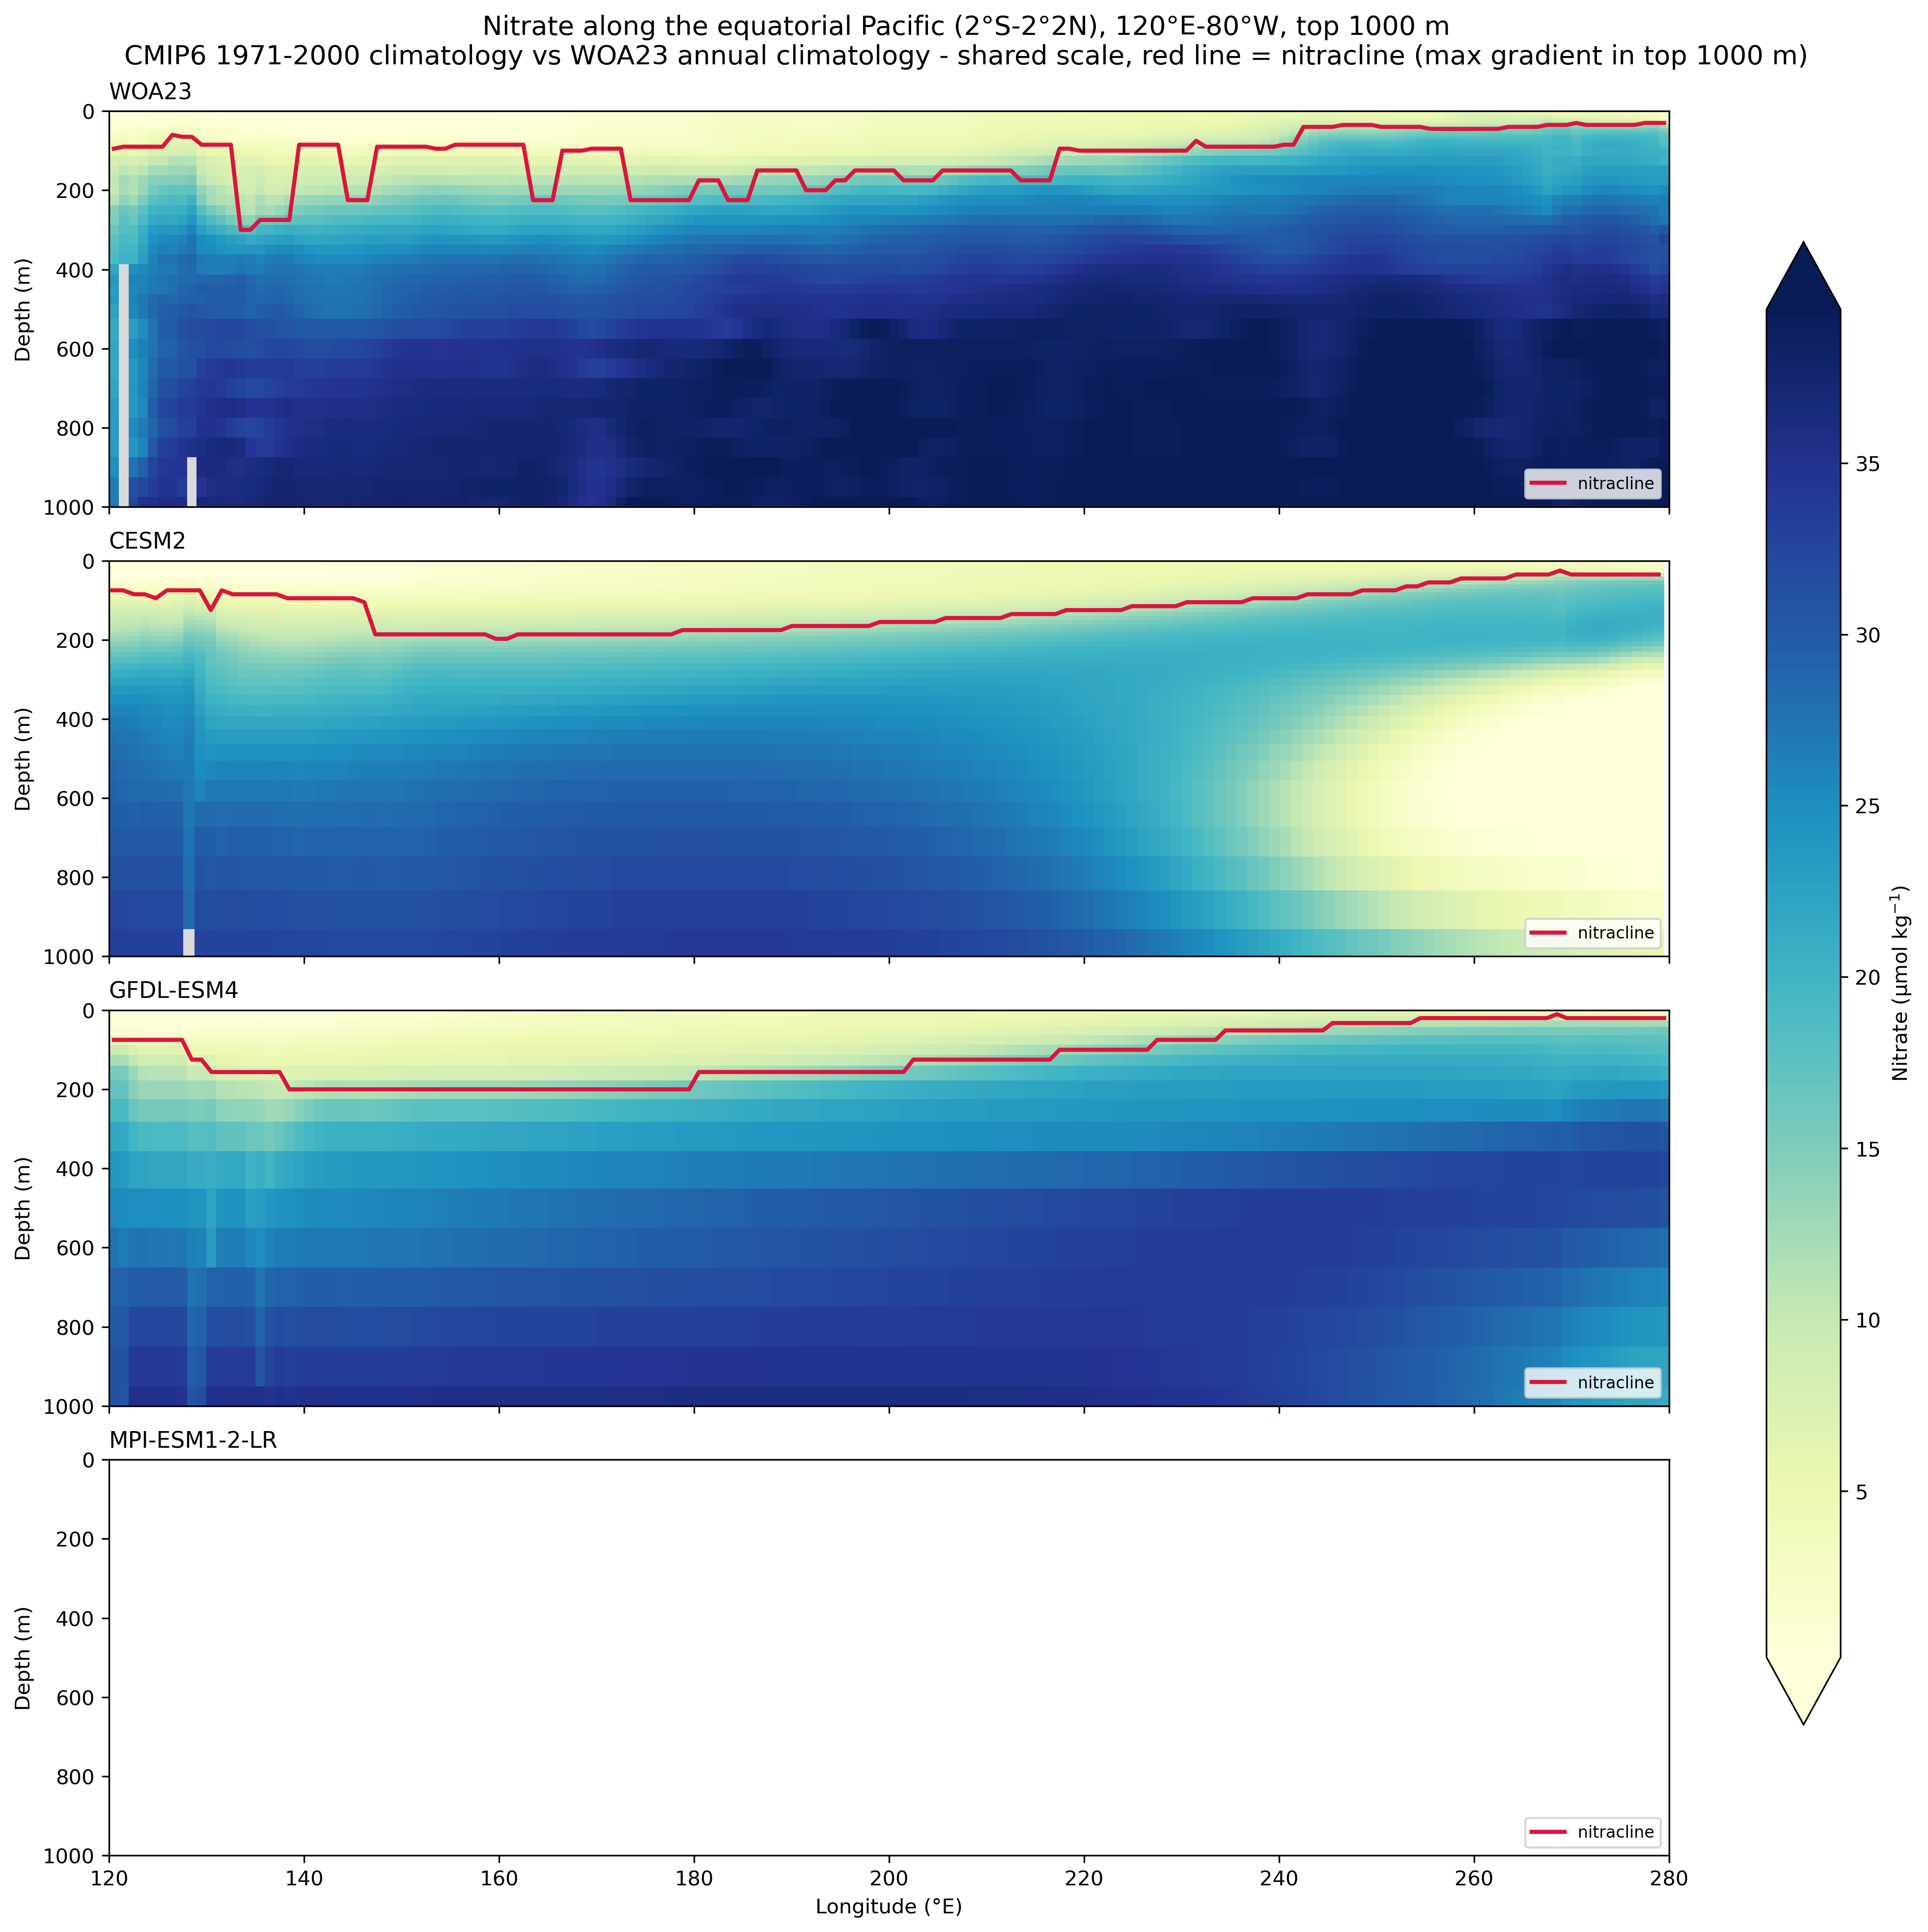 Nitrate along the equatorial Pacific (2°S-2°2N), 120°E-80°W, top 1000 m
CMIP6 1971-2000 climatology vs WOA23 annual climatology - shared scale, red line = nitracline (max gradient in top 1000 m)
WOA23
0
200
400
600
800
1000
Depth (m)
nitracline
CESM2
0
200
400
600
800
1000
Depth (m)
nitracline
GFDL-ESM4
0
200
400
600
800
1000
Depth (m)
nitracline
MPI-ESM1-2-LR
0
200
400
600
800
1000
Depth (m)
nitracline
120
140
160
180
200
220
240
260
280
Longitude (°E)
35
30
25
20
15
10
5
Nitrate (µmol kg⁻¹)